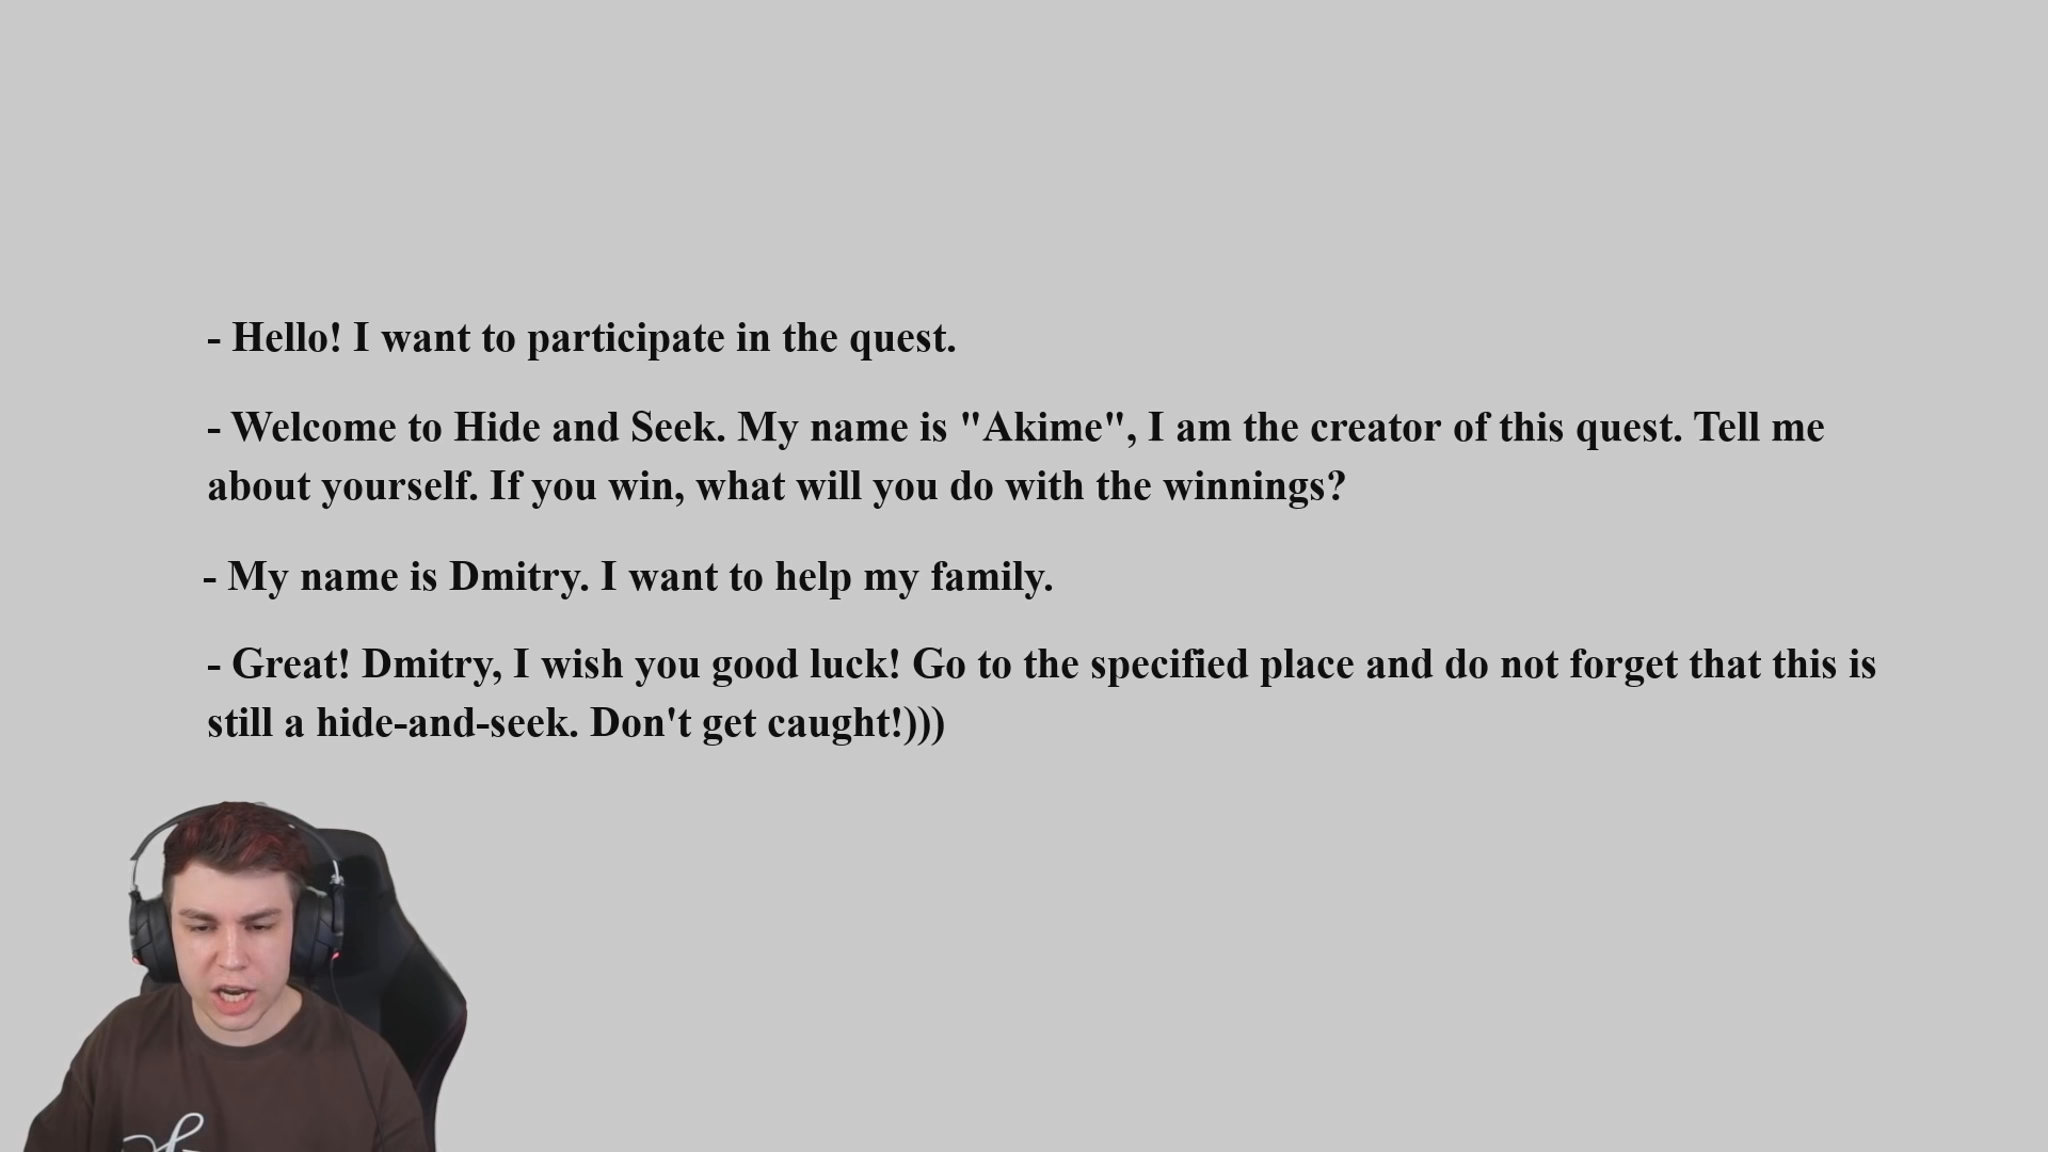 - Hello! I want to participate in the quest.
- Welcome to Hide and Seek. My name is "Akime", I am the creator of this quest. Tell me
about yourself. If you win, what will you do with the winnings?
- My name is Dmitry. I want to help my family.
- Great! Dmitry, I wish you good luck! Go to the specified place and do not forget that this is
still a hide-and-seek. Don't get caught!)))